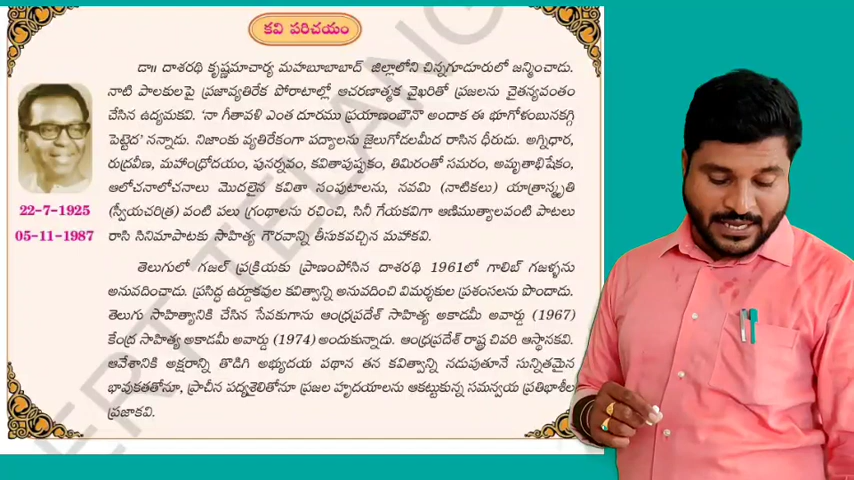 కవి పరిచయం
డా॥ దాశరథి కృష్ణమాచార్య మహబూబాబాద్ జిల్లాలోని చిన్నగూడూరులో జన్మించాడు.
నాటి పాలకులపై ప్రజావ్యతిరేక పోరాటాల్లో ఆచరణాత్మక వైఖరితో ప్రజలను చైతన్యవంతం
చేసిన ఉద్యమకవి. ‘నా గీతావళి ఎంత దూరము ప్రయాణంబౌనొ అందాక ఈ భూగోళంబునకగ్గి
పెట్టెద’ నన్నాడు. నిజాంకు వ్యతిరేకంగా పద్యాలను జైలుగోడలమీద రాసిన ధీరుడు. అగ్నిధార,
రుద్రవీణ, మహాంధ్రోదయం, పునర్నవం, కవితాపుష్పకం, తిమిరంతో సమరం, అమృతాభిషేకం,
ఆలోచనాలోచనాలు మొదలైన కవితా సంపుటాలను, నవమి (నాటికలు) యాత్రాస్మృతి
(స్వీయచరిత్ర) వంటి పలు గ్రంథాలను రచించి, సినీ గేయకవిగా ఆణిముత్యాలవంటి పాటలు
రాసి సినిమాపాటకు సాహిత్య గౌరవాన్ని తీసుకవచ్చిన మహాకవి.
22-7-1925
05-11-1987
తెలుగులో గజల్ ప్రక్రియకు ప్రాణంపోసిన దాశరథి 1961లో గాలిబ్ గజళ్ళను
అనువదించాడు. ప్రసిద్ధ ఉర్దూకవుల కవిత్వాన్ని అనువదించి విమర్శకుల ప్రశంసలను పొందాడు.
తెలుగు సాహిత్యానికి చేసిన సేవకుగాను ఆంధ్రప్రదేశ్ సాహిత్య అకాడమీ అవార్డు (1967)
కేంద్ర సాహిత్య అకాడమీ అవార్డు (1974) అందుకున్నాడు. ఆంధ్రప్రదేశ్ రాష్ట్ర చివరి ఆస్థానకవి.
ఆవేశానికి అక్షరాన్ని తొడిగి అభ్యుదయ పథాన తన కవిత్వాన్ని నడుపుతూనే సున్నితమైన
భావుకతతోనూ, ప్రాచీన పద్యశైలితోనూ ప్రజల హృదయాలను ఆకట్టుకున్న సమన్వయ ప్రతిభాశీల
ప్రజాకవి.